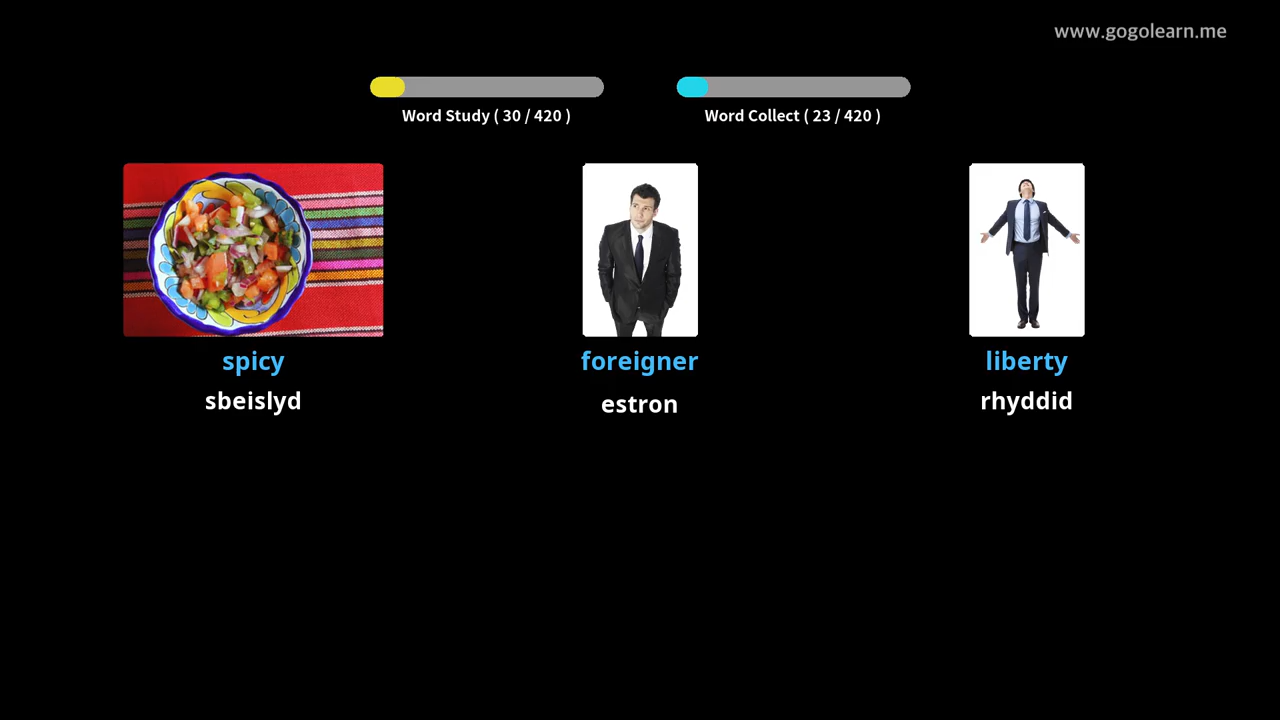 www.gogolearn.me
Word Study ( 30 / 420 )
Word Collect ( 23 / 420 )
spicy
sbeislyd
foreigner
estron
liberty
rhyddid